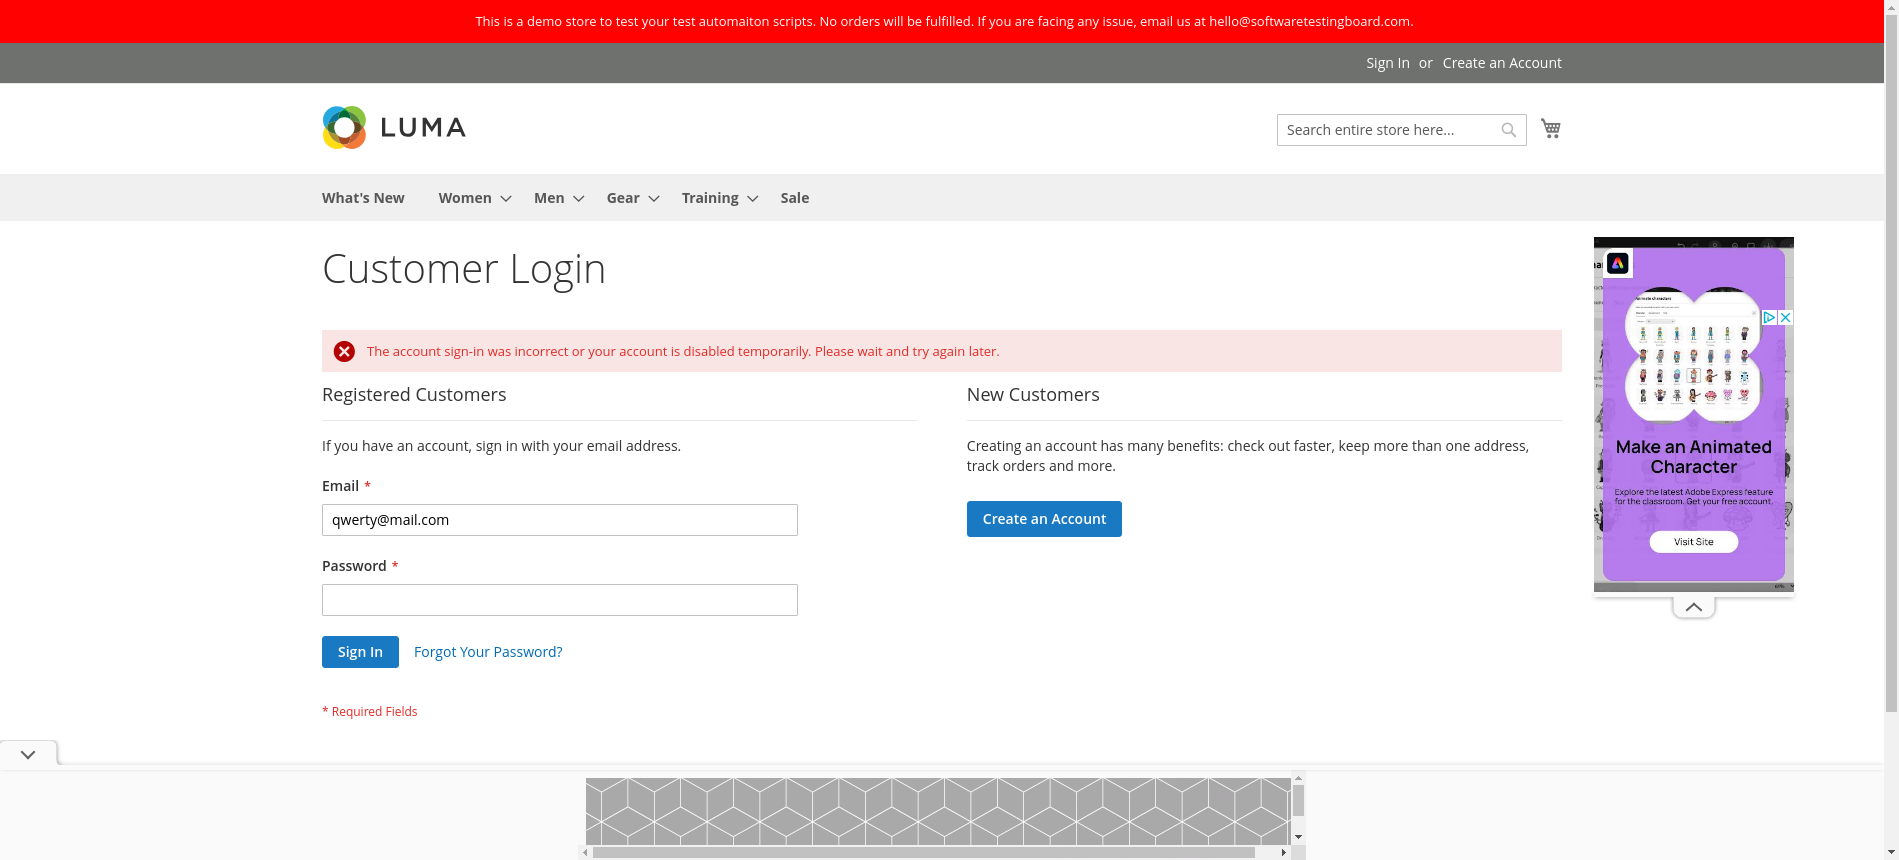 This is a demo store to test your test automaiton scripts. No orders will be fulfilled. If you are facing any issue, email us at hello@softwaretestingboard.com.
Sign In or Create an Account
LUMA
Search entire store here...
What's New Women Men Gear Training Sale
Customer Login
The account sign-in was incorrect or your account is disabled temporarily. Please wait and try again later.
Registered Customers
If you have an account, sign in with your email address.
Email *
qwerty@mail.com
Password *
Sign In Forgot Your Password?
* Required Fields
New Customers
Creating an account has many benefits: check out faster, keep more than one address,
track orders and more.
Create an Account
Animate characters
Make an Animated
Character
Explore the latest Adobe Express feature
for the classroom. Get your free account.
Visit Site